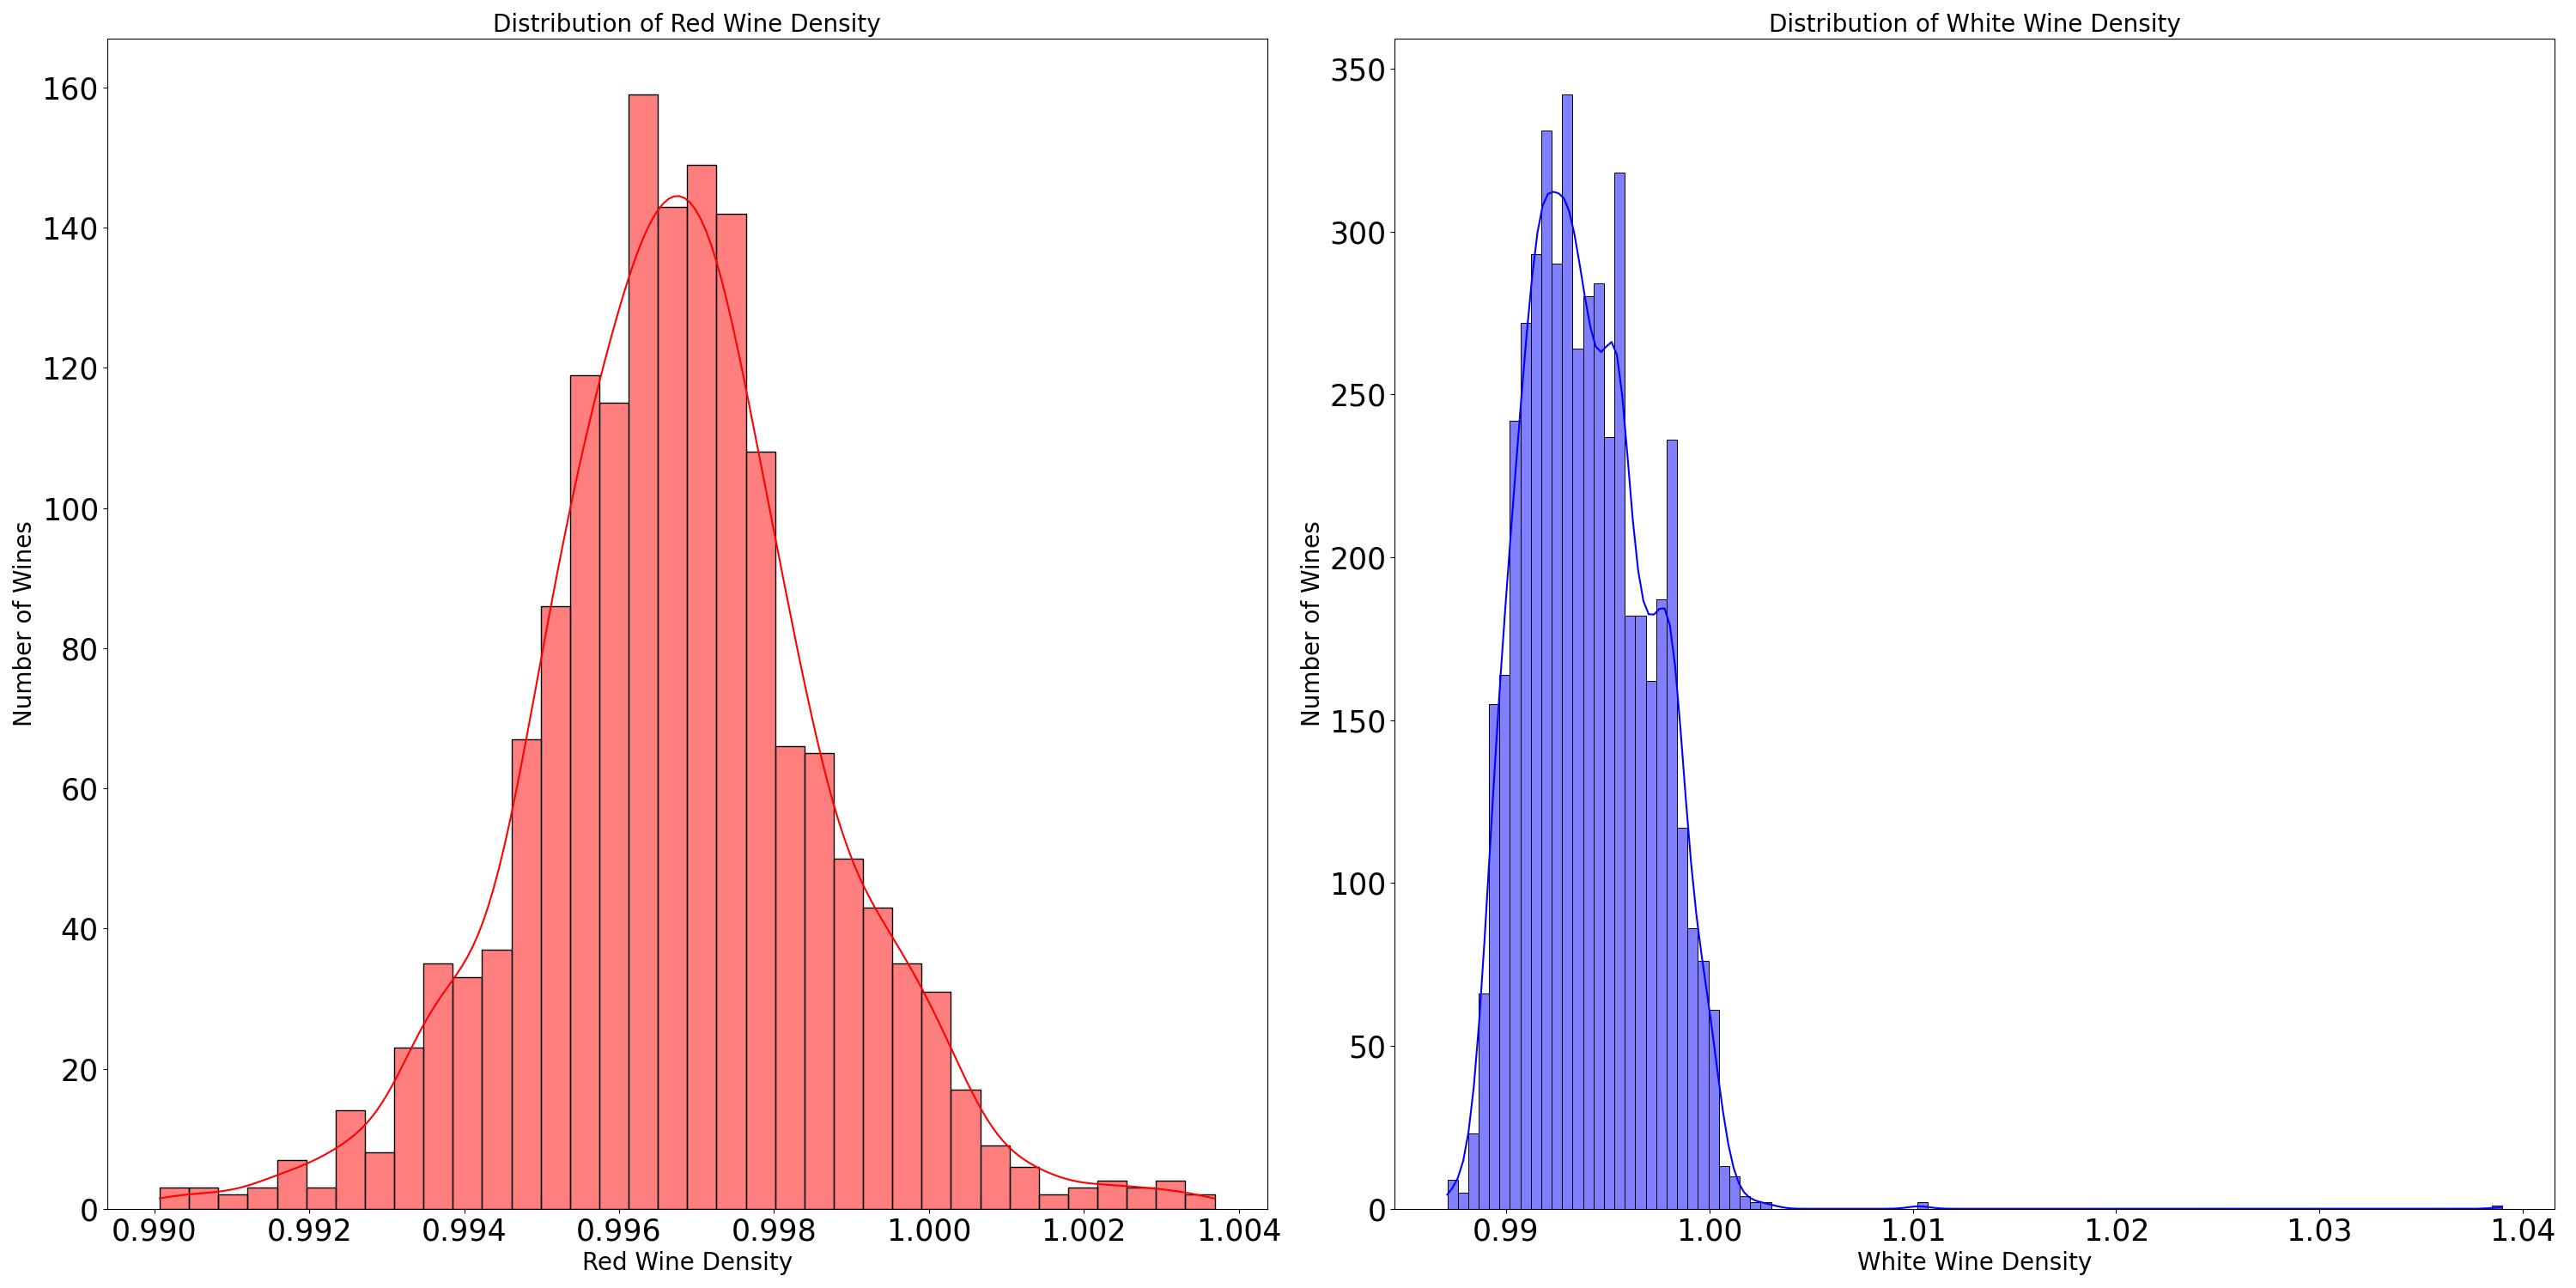 Distribution of Red Wine Density
160
140
120
100
80
60
40
20
0
Number of Wines
0.990 0.992 0.994 0.996 0.998 1.000 1.002 1.004
Red Wine Density
Distribution of White Wine Density
350
300
250
200
150
100
50
0
Number of Wines
0.99 1.00 1.01 1.02 1.03 1.04
White Wine Density